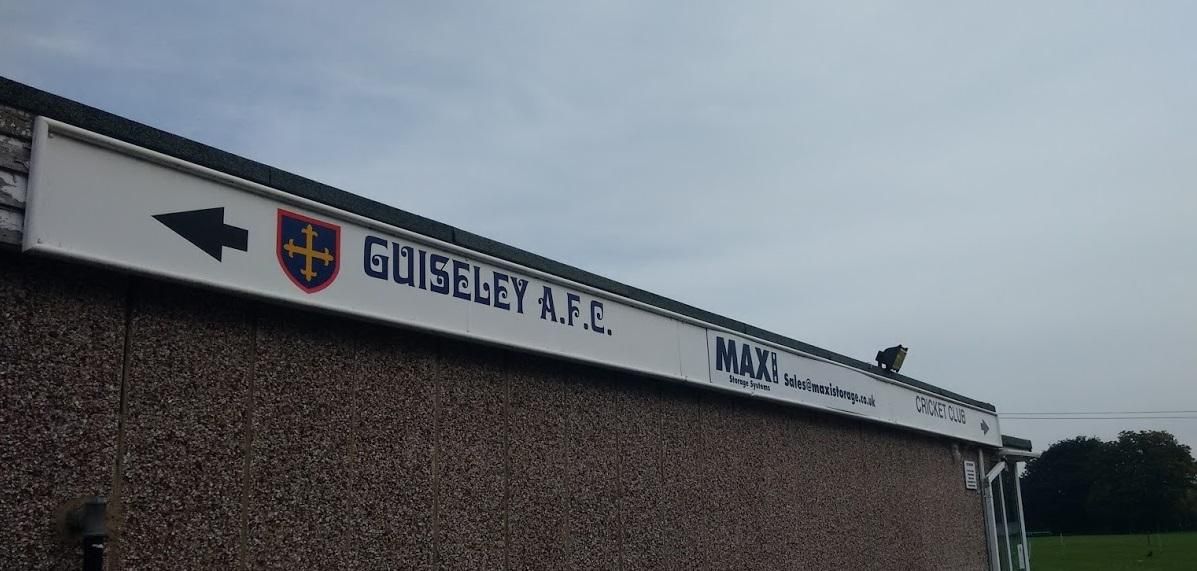 GUISELEY A.F.C.
MAXI
Storage Systems
Sales@maxistorage.co.uk
CRICKET CLUB